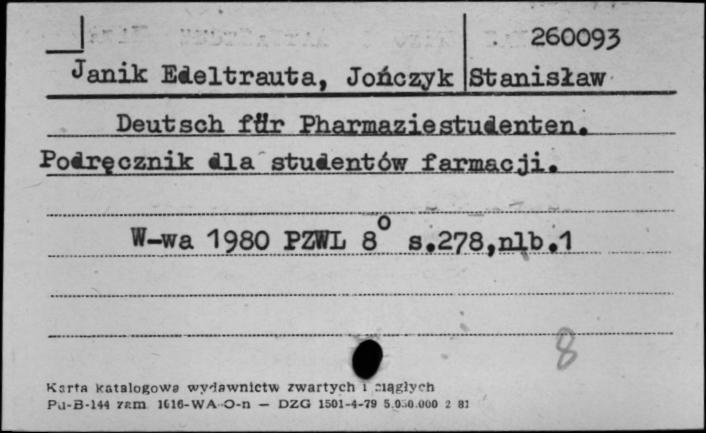 260093
Janik Edeltrauta, Jończyk Stanisław
Deutsch für Pharmaziestudenten.
Podręcznik dla studentów farmacji.
W-wa 1980 PZWL 8° s.278,nlb.1
8
Karta katalogowa wydawnictw zwartych i ciągłych
Pu-B-144 zam. 1616-WA-O-n — DZG 1501-4-79 5.000.000 2 81